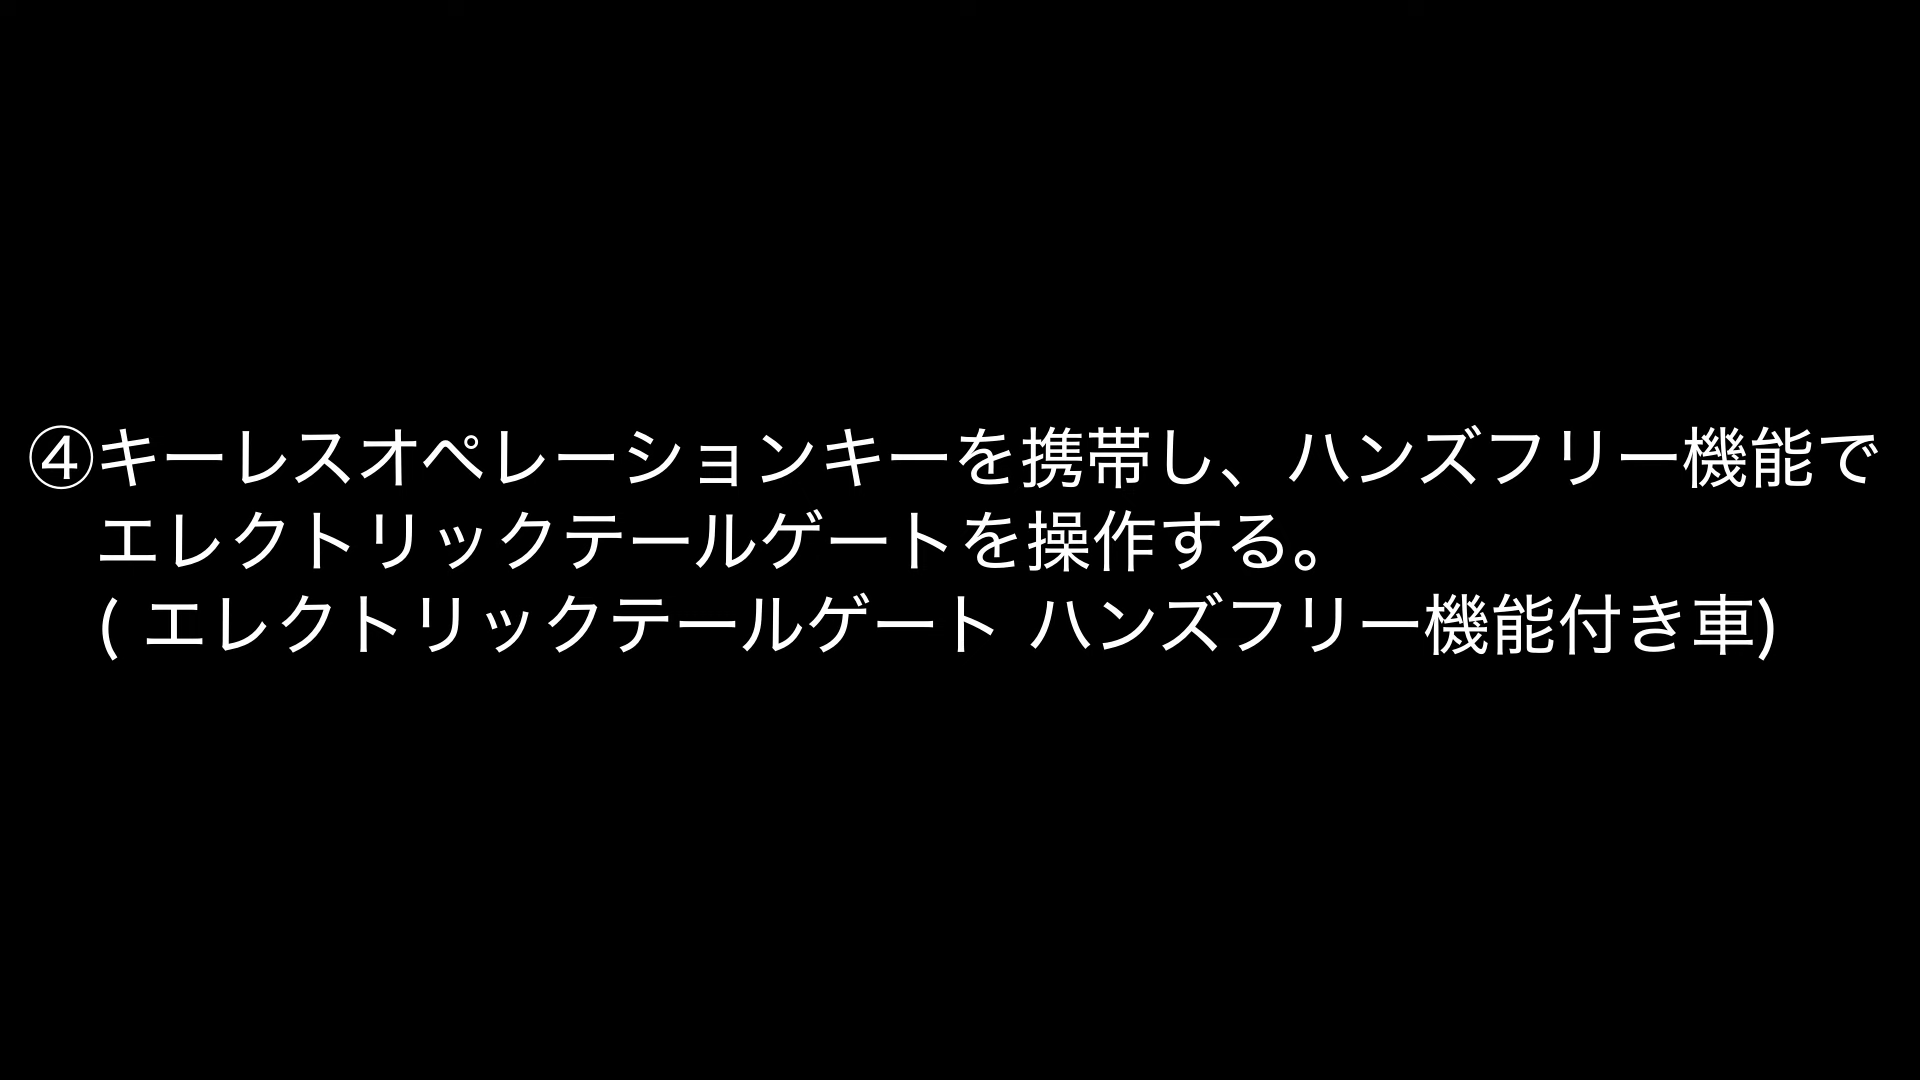 ④キーレスオペレーションキーを携帯し、ハンズフリー機能で
エレクトリックテールゲートを操作する。
( エレクトリックテールゲート ハンズフリー機能付き車)